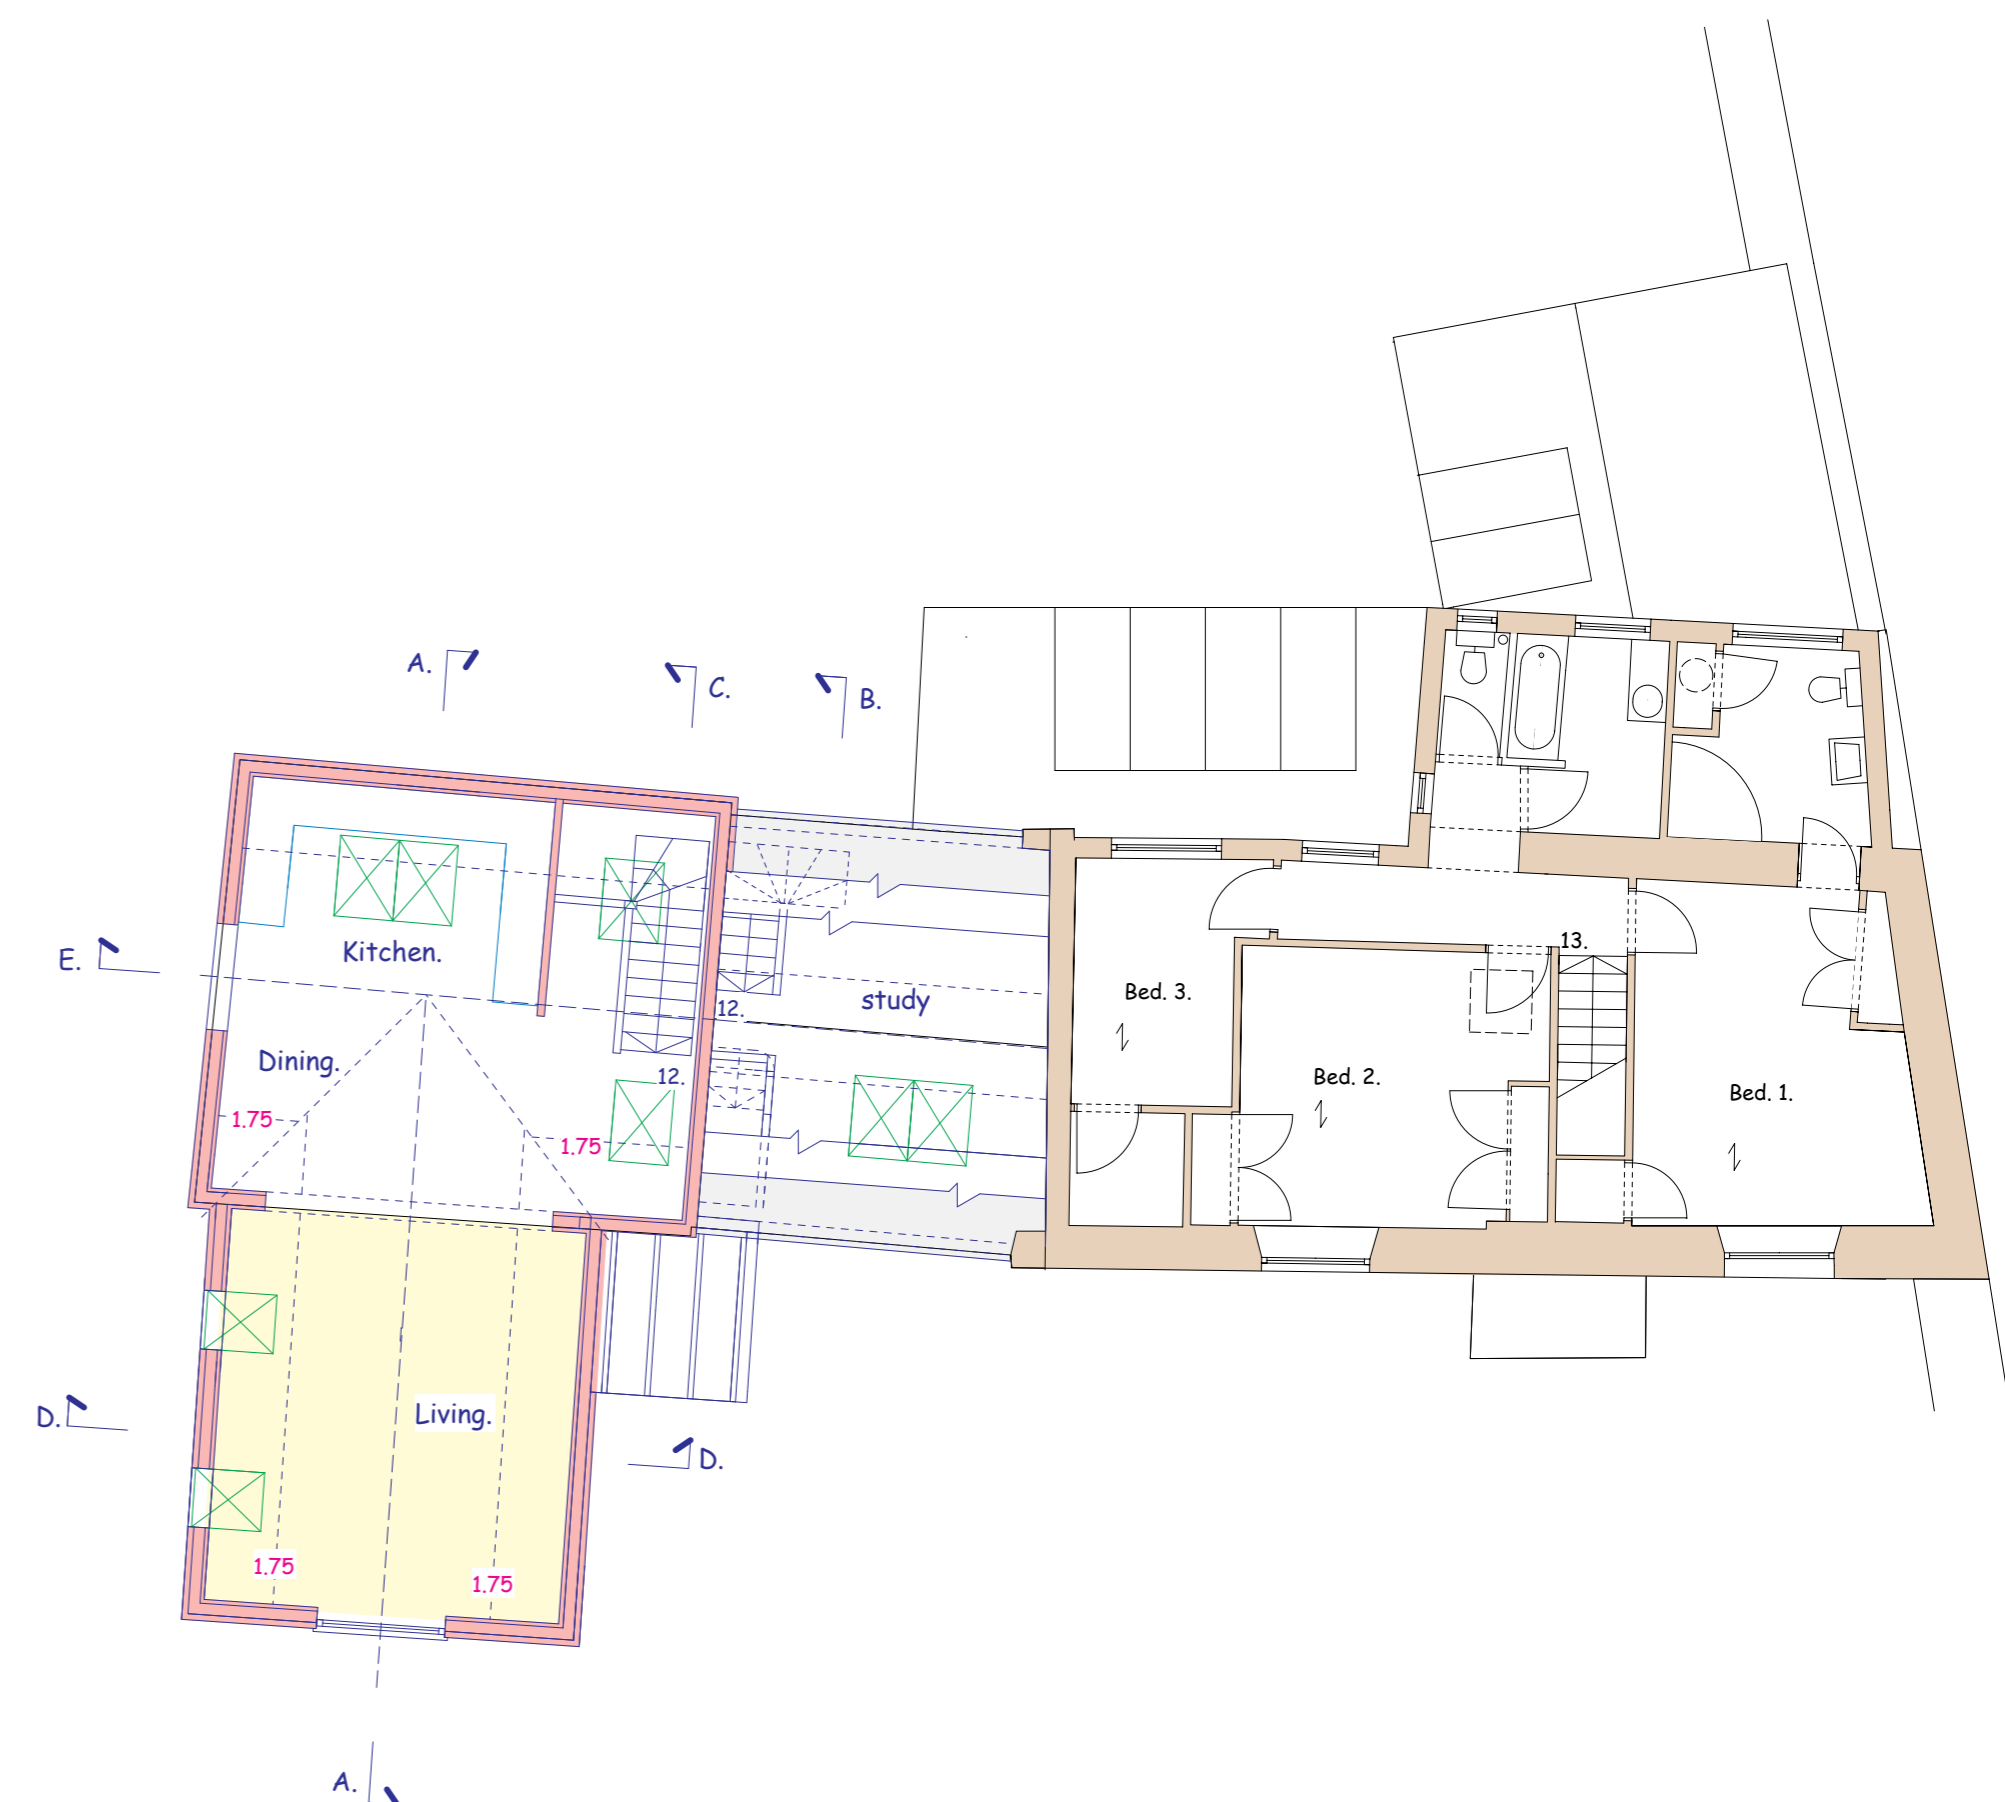 A.
C.
B.
E.
Kitchen.
12.
study
13.
Bed. 3.
Dining.
12.
Bed. 2.
Bed. 1.
1.75
1.75
D.
Living.
D.
1.75
1.75
A.